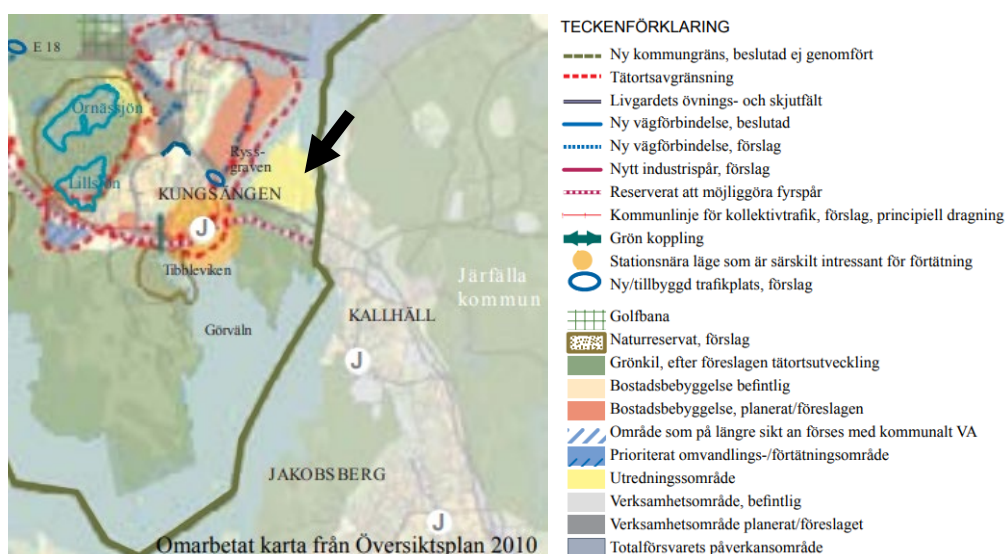 E 18
Örnässjön
Ryss-
graven
Lillsjön
KUNGSÄNGEN
J
Tibbleviken
Görväln
Järfälla
kommun
KALLHÄLL
J
JAKOBSBERG
J
Omarbetat karta från Översiktsplan 2010
TECKENFÖRKLARING
Ny kommungräns, beslutad ej genomfört
Tätortsavgränsning
Livgardets övnings- och skjutfält
Ny vägförbindelse, beslutad
Ny vägförbindelse, förslag
Nytt industrispår, förslag
Reserverat att möjliggöra fyrspår
Kommunlinje för kollektivtrafik, förslag, principiell dragning
Grön koppling
Stationsnära läge som är särskilt intressant för förtätning
Ny/tillbyggd trafikplats, förslag
Golfbana
Naturreservat, förslag
Grönkil, efter föreslagen tätortsutveckling
Bostadsbebyggelse befintlig
Bostadsbebyggelse, planerat/föreslagen
Område som på längre sikt an förses med kommunalt VA
Prioriterat omvandlings-/förtätningsområde
Utredningssområde
Verksamhetsområde, befintlig
Verksamhetsområde planerat/föreslaget
Totalförsvarets påverkansområde